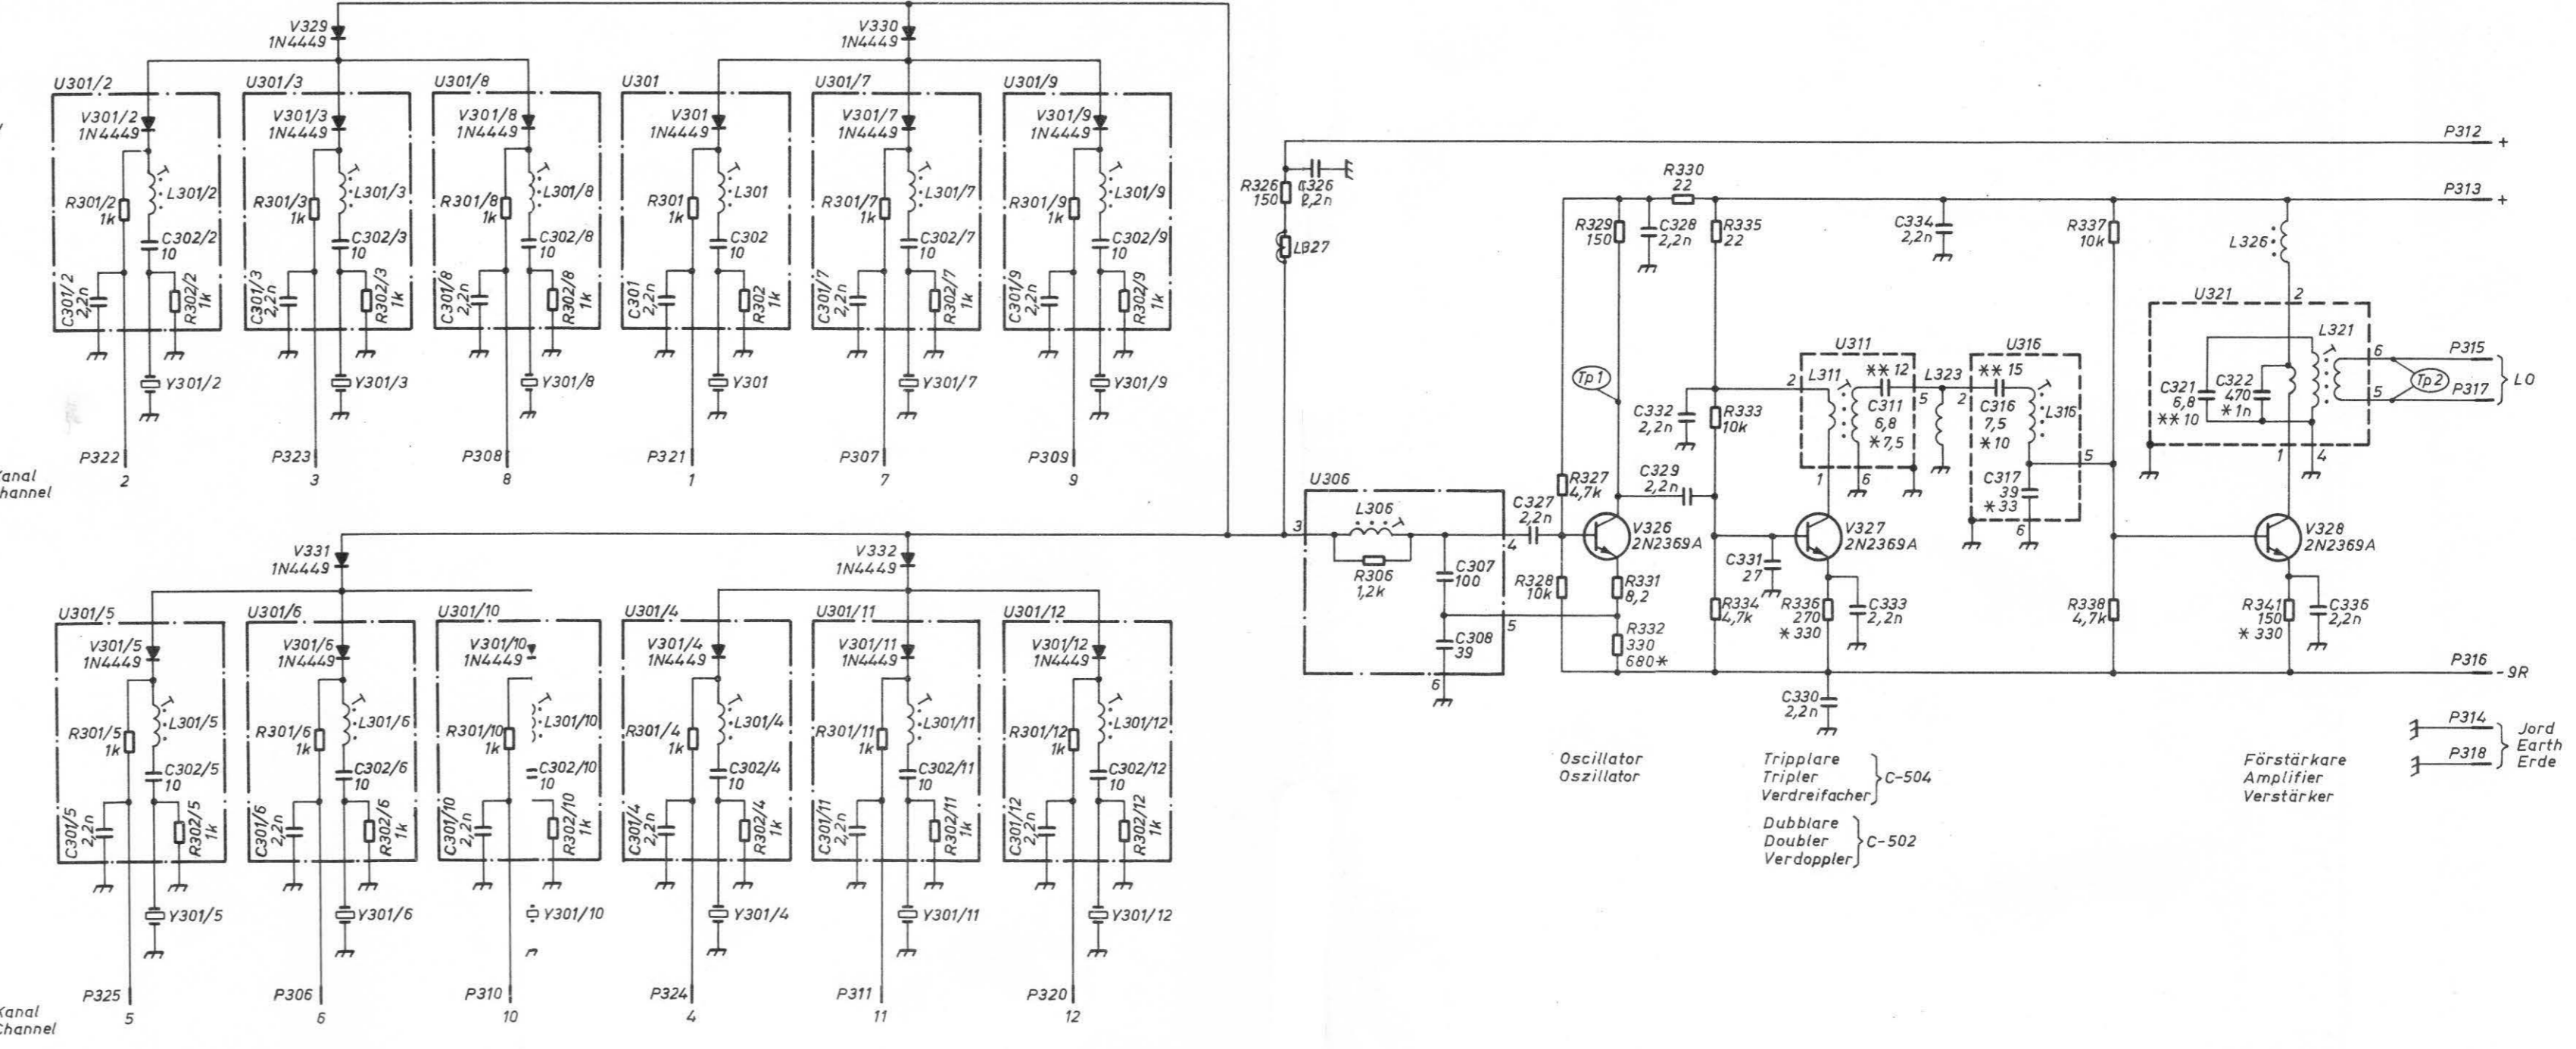 V329
1N4449
V330
1N4449
U301/2
V301/2
1N4449
R301/2
1k
L301/2
C302/2
10
C301/2
2,2n
R302/2
1k
Y301/2
P322
2
U301/3
V301/3
1N4449
R301/3
1k
L301/3
C302/3
10
C301/3
2,2n
R302/3
1k
Y301/3
P323
3
U301/8
V301/8
1N4449
R301/8
1k
L301/8
C302/8
10
C301/8
2,2n
R302/8
1k
Y301/8
P308
8
U301
V301
1N4449
R301
1k
L301
C302
10
C301
2,2n
R302
1k
Y301
P321
1
U301/7
V301/7
1N4449
R301/7
1k
L301/7
C302/7
10
C301/7
2,2n
R302/7
1k
Y301/7
P307
7
U301/9
V301/9
1N4449
R301/9
1k
L301/9
C302/9
10
C301/9
2,2n
R302/9
1k
Y301/9
P309
9
Kanal
Channel
V331
1N4449
V332
1N4449
U301/5
V301/5
1N4449
R301/5
1k
L301/5
C302/5
10
C301/5
2,2n
R302/5
1k
Y301/5
P325
5
U301/6
V301/6
1N4449
R301/6
1k
L301/6
C302/6
10
C301/6
2,2n
R302/6
1k
Y301/6
P306
6
U301/10
V301/10
1N4449
R301/10
1k
L301/10
C302/10
10
C301/10
2,2n
R302/10
1k
Y301/10
P310
10
U301/4
V301/4
1N4449
R301/4
1k
L301/4
C302/4
10
C301/4
2,2n
R302/4
1k
Y301/4
P324
4
U301/11
V301/11
1N4449
R301/11
1k
L301/11
C302/11
10
C301/11
2,2n
R302/11
1k
Y301/11
P311
11
U301/12
V301/12
1N4449
R301/12
1k
L301/12
C302/12
10
C301/12
2,2n
R302/12
1k
Y301/12
P320
12
Kanal
Channel
P312
+
R326
150
C326
2,2n
L327
P313
+
R330
22
R329
150
C328
2,2n
R335
22
C334
2,2n
R337
10k
L326
Tp1
C332
2,2n
R333
10k
U311
2
L311
** 12
C311
6,8
* 7,5
5
1
6
L323
U316
** 15
2
C316
7,5
* 10
L316
5
C317
39
* 33
6
U321
2
L321
C321
6,8
** 10
C322
470
* 1n
6
5
1
4
P315
Tp2
P317
LO
U306
3
L306
R306
1,2k
C307
100
C308
39
4
5
6
C327
2,2n
R327
4,7k
C329
2,2n
V326
2N2369A
R328
10k
R331
8,2
R332
330
680*
R334
4,7k
C331
27
V327
2N2369A
R336
270
* 330
C333
2,2n
C330
2,2n
R338
4,7k
V328
2N2369A
R341
150
* 330
C336
2,2n
P316
-9R
P314
P318
Jord
Earth
Erde
Oscillator
Oszillator
Tripplare
Tripler
Verdreifacher
C-504
Dubblare
Doubler
Verdoppler
C-502
Förstärkare
Amplifier
Verstärker